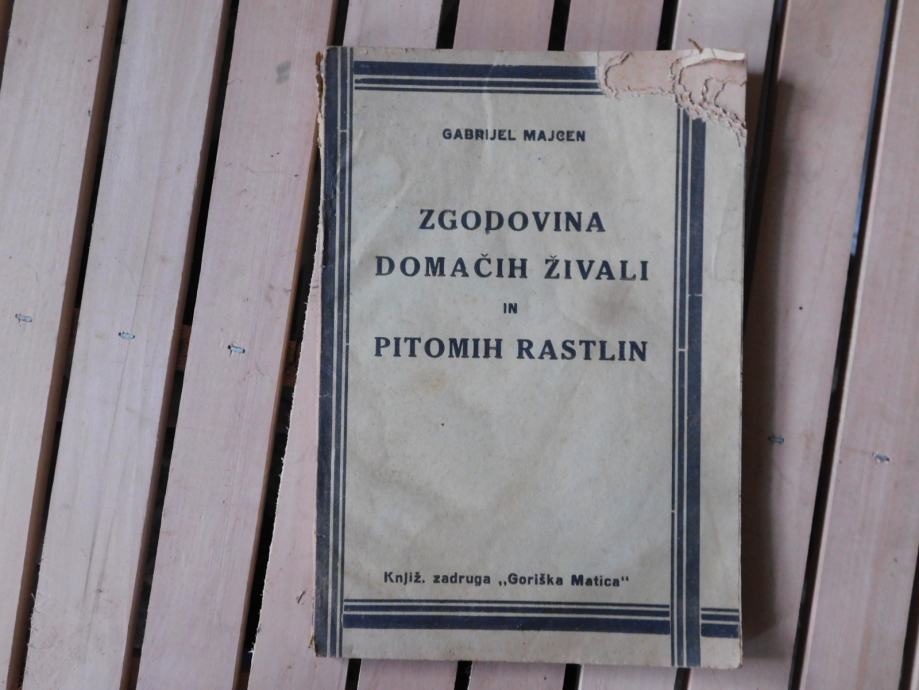 GABRIJEL MAJCEN
ZGODOVINA
DOMAČIH ŽIVALI
IN
PITOMIH RASTLIN
Knjiž. zadruga „Goriška Matica"